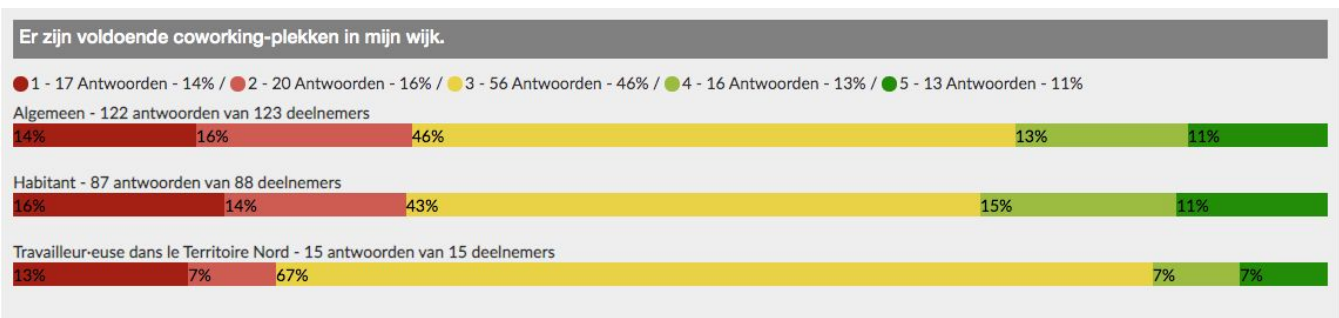 Er zijn voldoende coworking-plekken in mijn wijk.
1 - 17 Antwoorden - 14% / 2 - 20 Antwoorden - 16% / 3 - 56 Antwoorden - 46% / 4 - 16 Antwoorden - 13% / 5 - 13 Antwoorden - 11%
Algemeen - 122 antwoorden van 123 deelnemers
14% 16% 46% 13% 11%
Habitant - 87 antwoorden van 88 deelnemers
16% 14% 43% 15% 11%
Travailleur·euse dans le Territoire Nord - 15 antwoorden van 15 deelnemers
13% 7% 67% 7% 7%